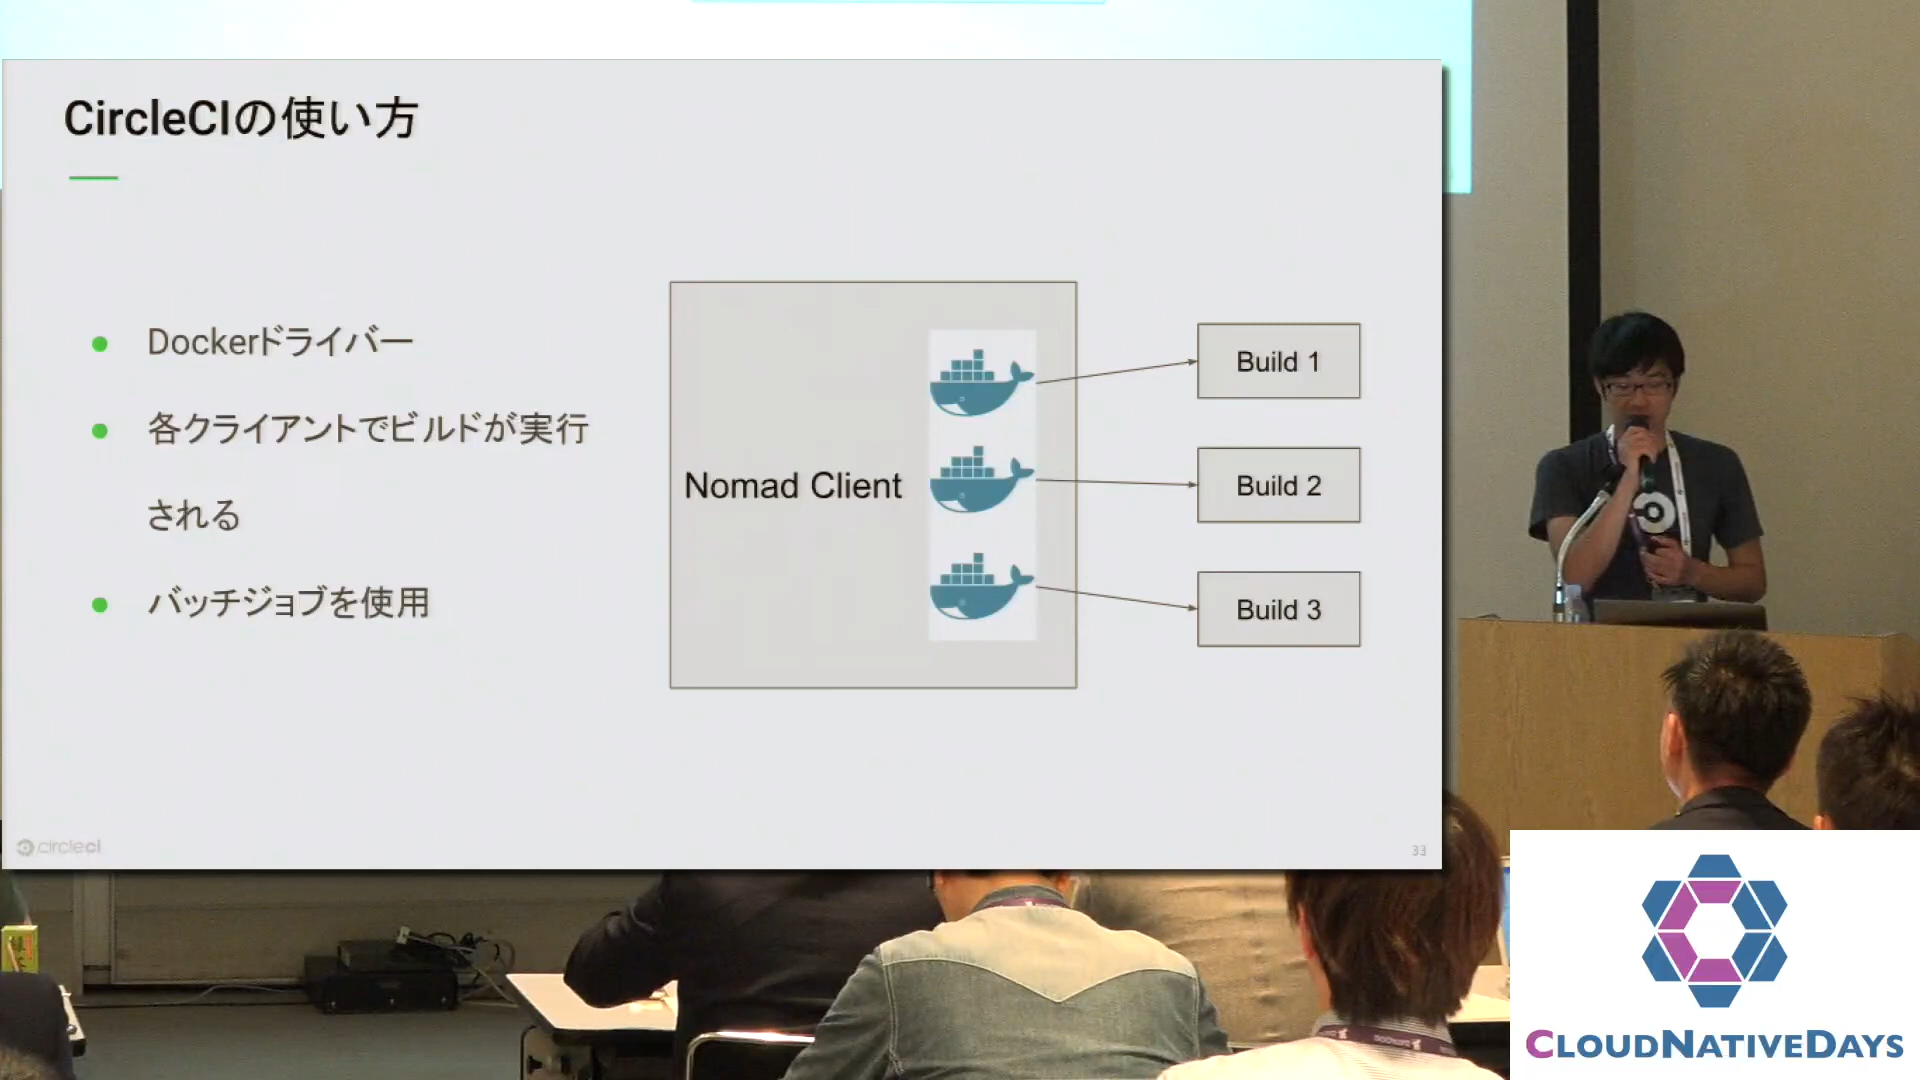 CircleCIの使い方
Dockerドライバー
各クライアントでビルドが実行
される
バッチジョブを使用
Nomad Client
Build 1
Build 2
Build 3
circleci
33
CLOUDNATIVEDAYS